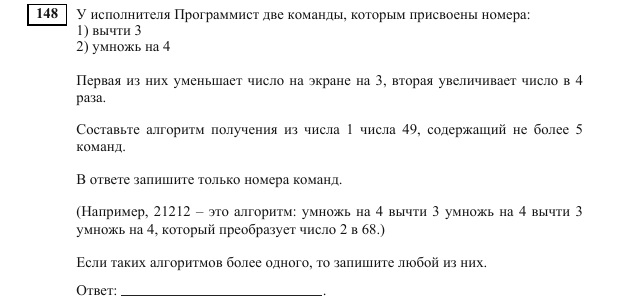 148 У исполнителя Программист две команды, которым присвоены номера:
1) вычти 3
2) умножь на 4
Первая из них уменьшает число на экране на 3, вторая увеличивает число в 4
раза.
Составьте алгоритм получения из числа 1 числа 49, содержащий не более 5
команд.
В ответе запишите только номера команд.
(Например, 21212 – это алгоритм: умножь на 4 вычти 3 умножь на 4 вычти 3
умножь на 4, который преобразует число 2 в 68.)
Если таких алгоритмов более одного, то запишите любой из них.
Ответ: ____________________________.